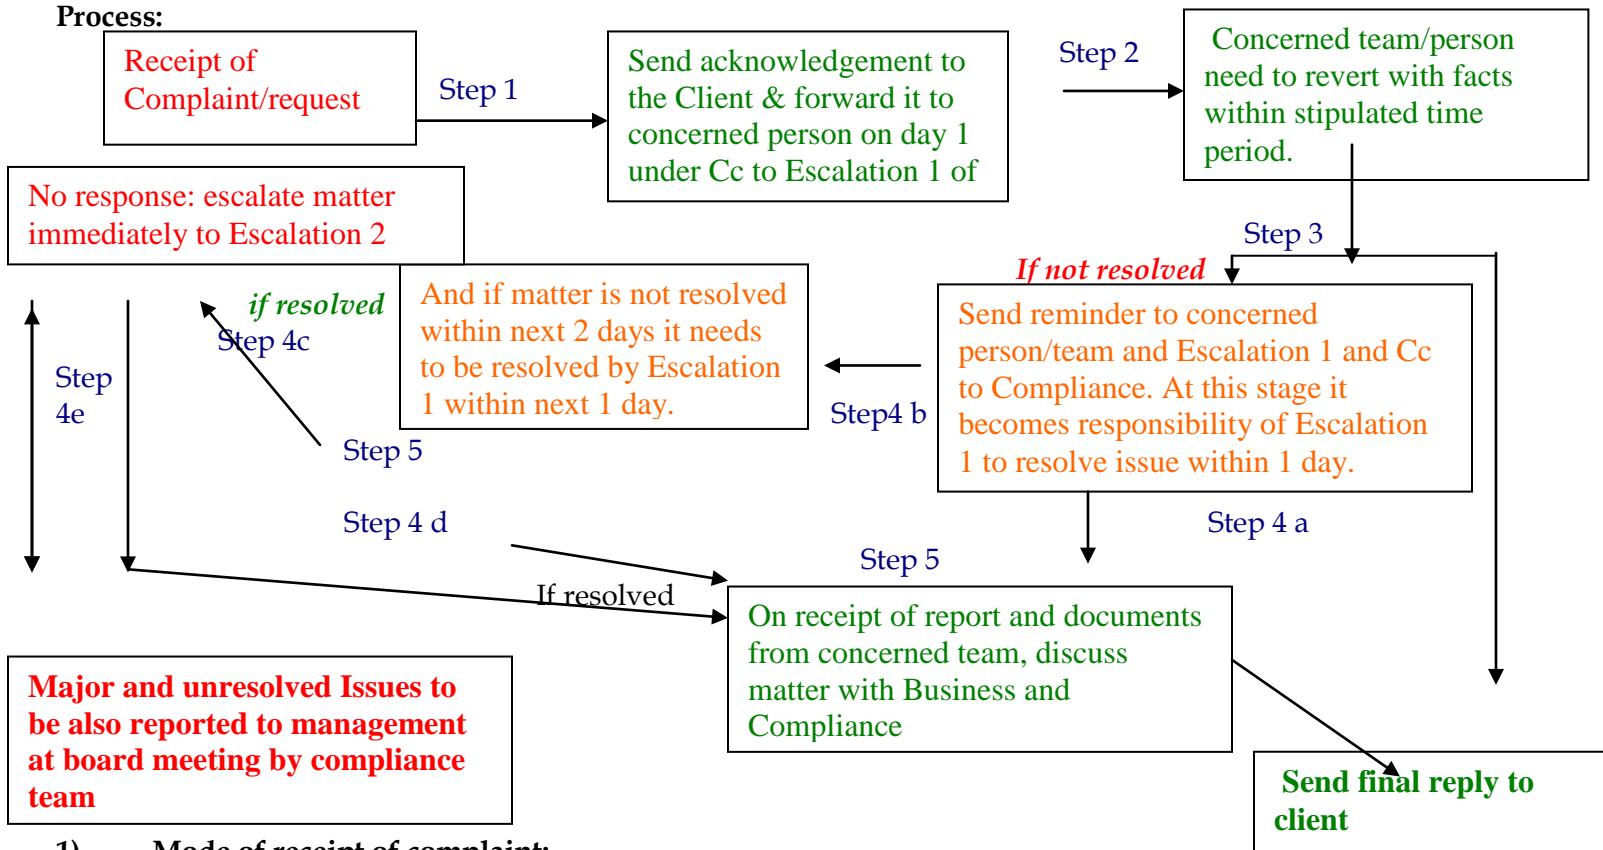 Process:
Receipt of
Complaint/request
Step 1
Send acknowledgement to
the Client & forward it to
concerned person on day 1
under Cc to Escalation 1 of
Step 2
Concerned team/person
need to revert with facts
within stipulated time
period.
No response: escalate matter
immediately to Escalation 2
Step 3
If not resolved
if resolved
Step 4c
And if matter is not resolved
within next 2 days it needs
to be resolved by Escalation
1 within next 1 day.
Step4 b
Send reminder to concerned
person/team and Escalation 1 and Cc
to Compliance. At this stage it
becomes responsibility of Escalation
1 to resolve issue within 1 day.
Step
4e
Step 5
Step 4 d
Step 4 a
Step 5
If resolved
On receipt of report and documents
from concerned team, discuss
matter with Business and
Compliance
Major and unresolved Issues to
be also reported to management
at board meeting by compliance
team
Send final reply to
client
1) Mode of receipt of complaint: